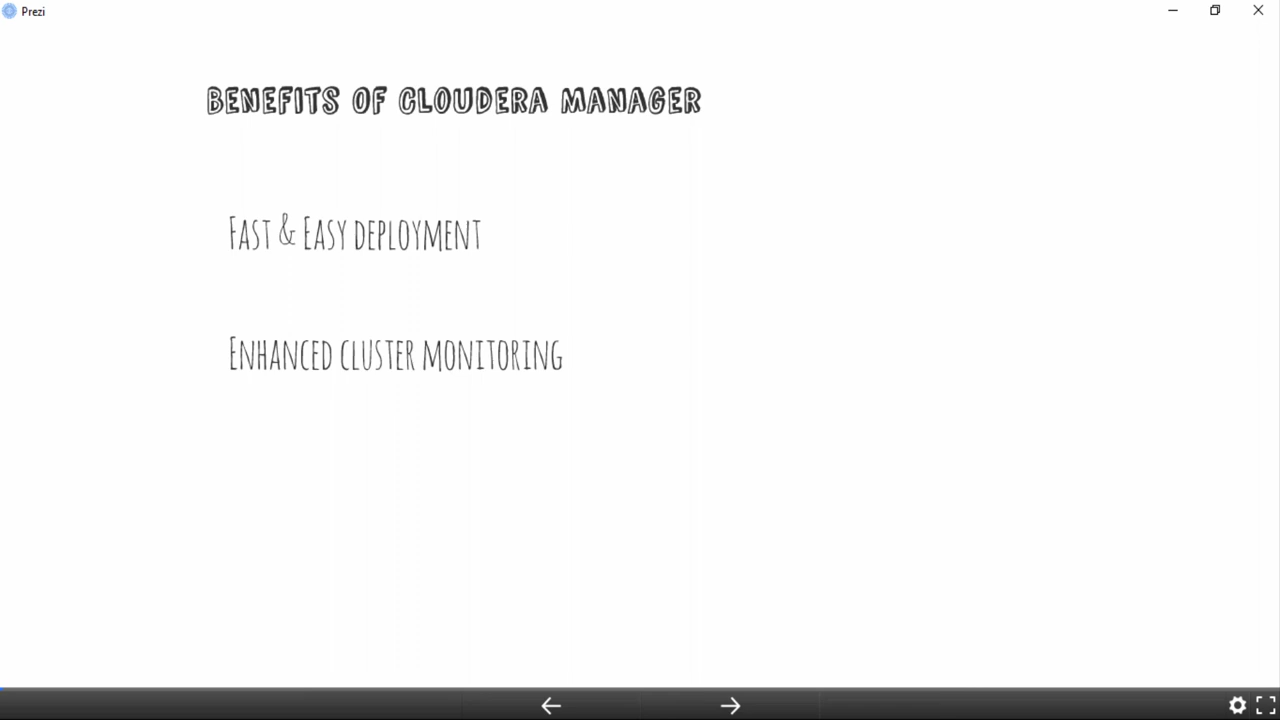 Prezi
BENEFITS OF CLOUDERA MANAGER
FAST & EASY DEPLOYMENT
ENHANCED CLUSTER MONITORING